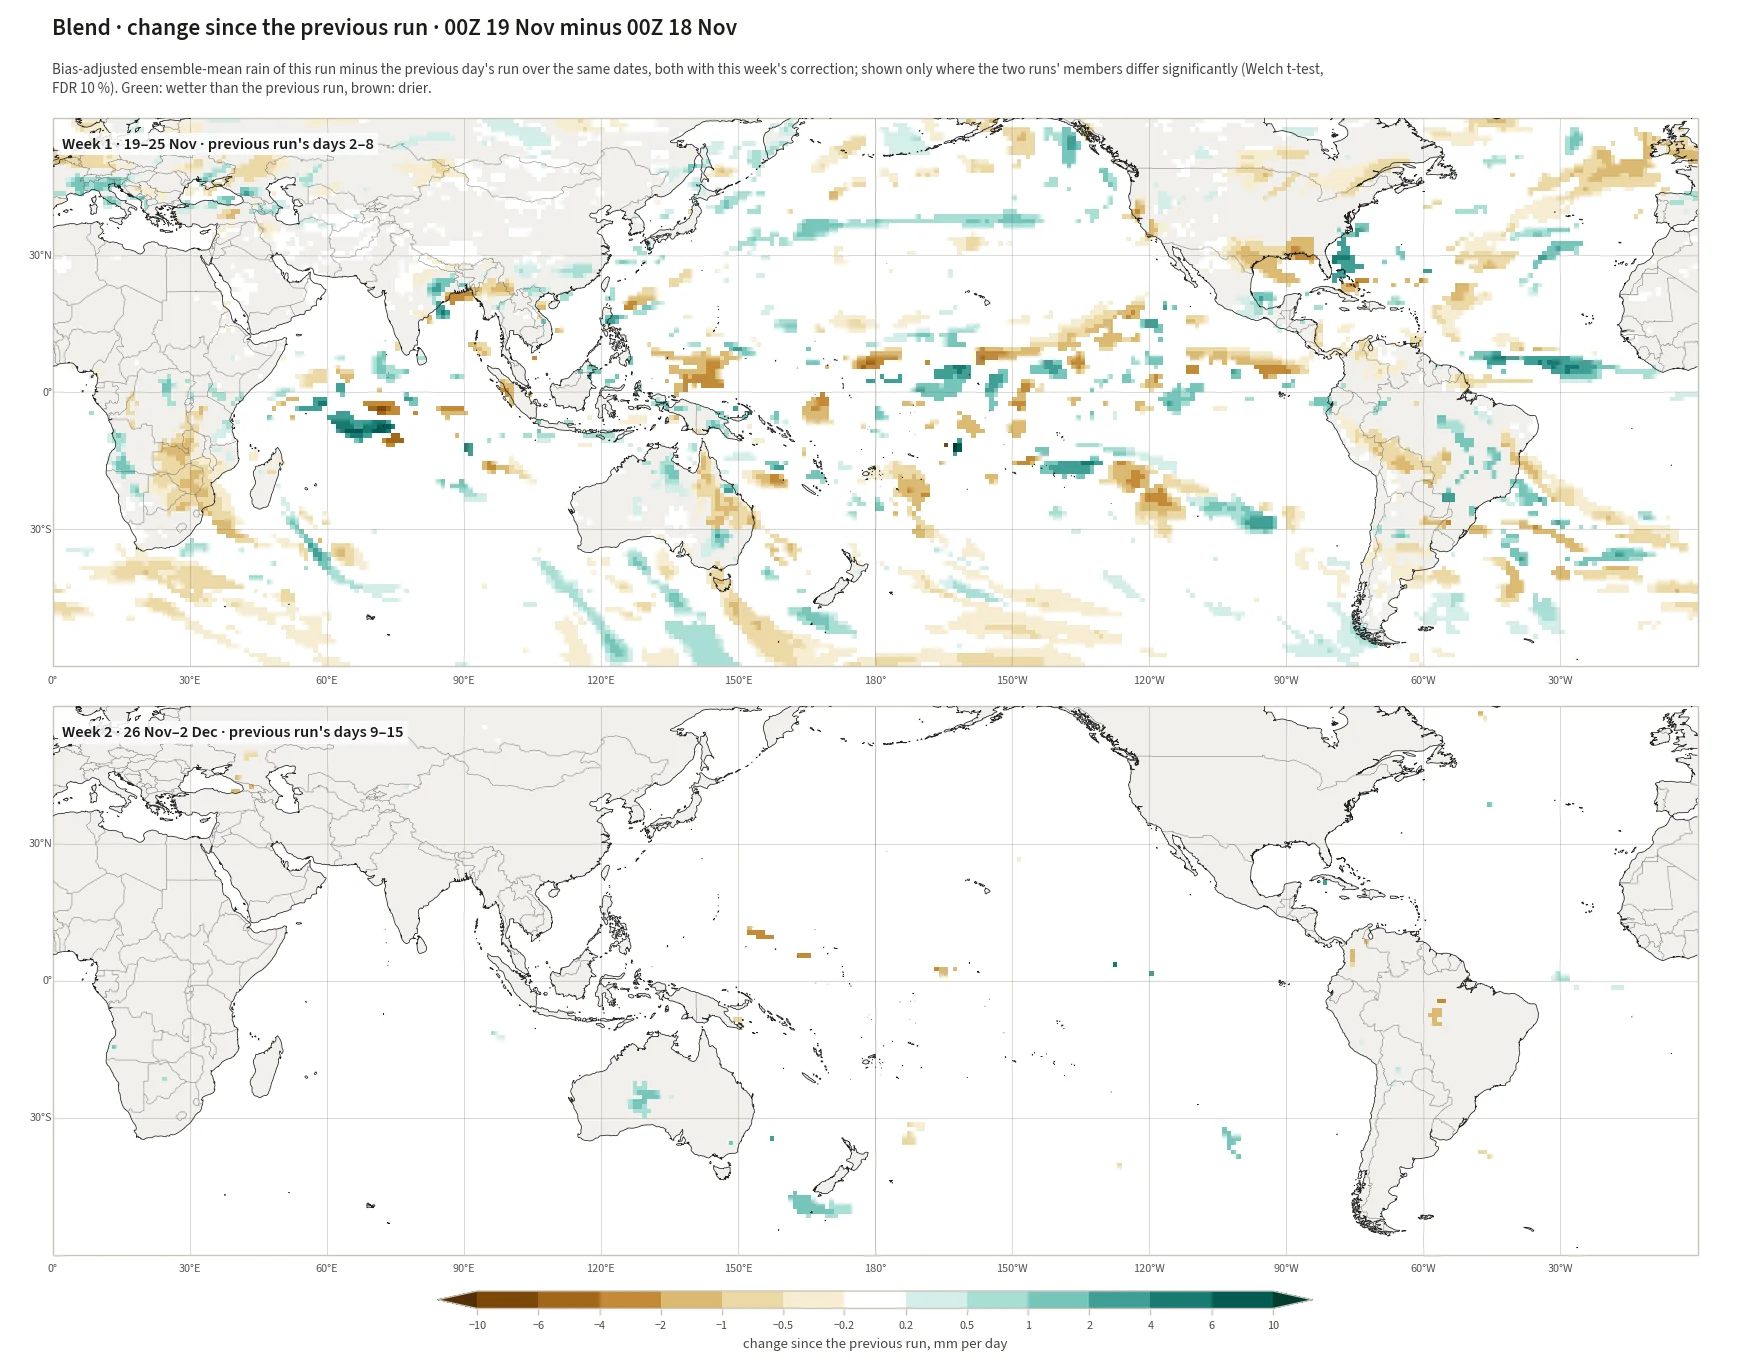 Blend · change since the previous run · 00Z 19 Nov minus 00Z 18 Nov
Bias-adjusted ensemble-mean rain of this run minus the previous day's run over the same dates, both with this week's correction; shown only where the two runs' members differ significantly (Welch t-test,
FDR 10 %). Green: wetter than the previous run, brown: drier.
Week 1 · 19–25 Nov · previous run's days 2–8
30°N
0°
30°S
0° 30°E 60°E 90°E 120°E 150°E 180° 150°W 120°W 90°W 60°W 30°W
Week 2 · 26 Nov–2 Dec · previous run's days 9–15
30°N
0°
30°S
0° 30°E 60°E 90°E 120°E 150°E 180° 150°W 120°W 90°W 60°W 30°W
−10 −6 −4 −2 −1 −0.5 −0.2 0.2 0.5 1 2 4 6 10
change since the previous run, mm per day